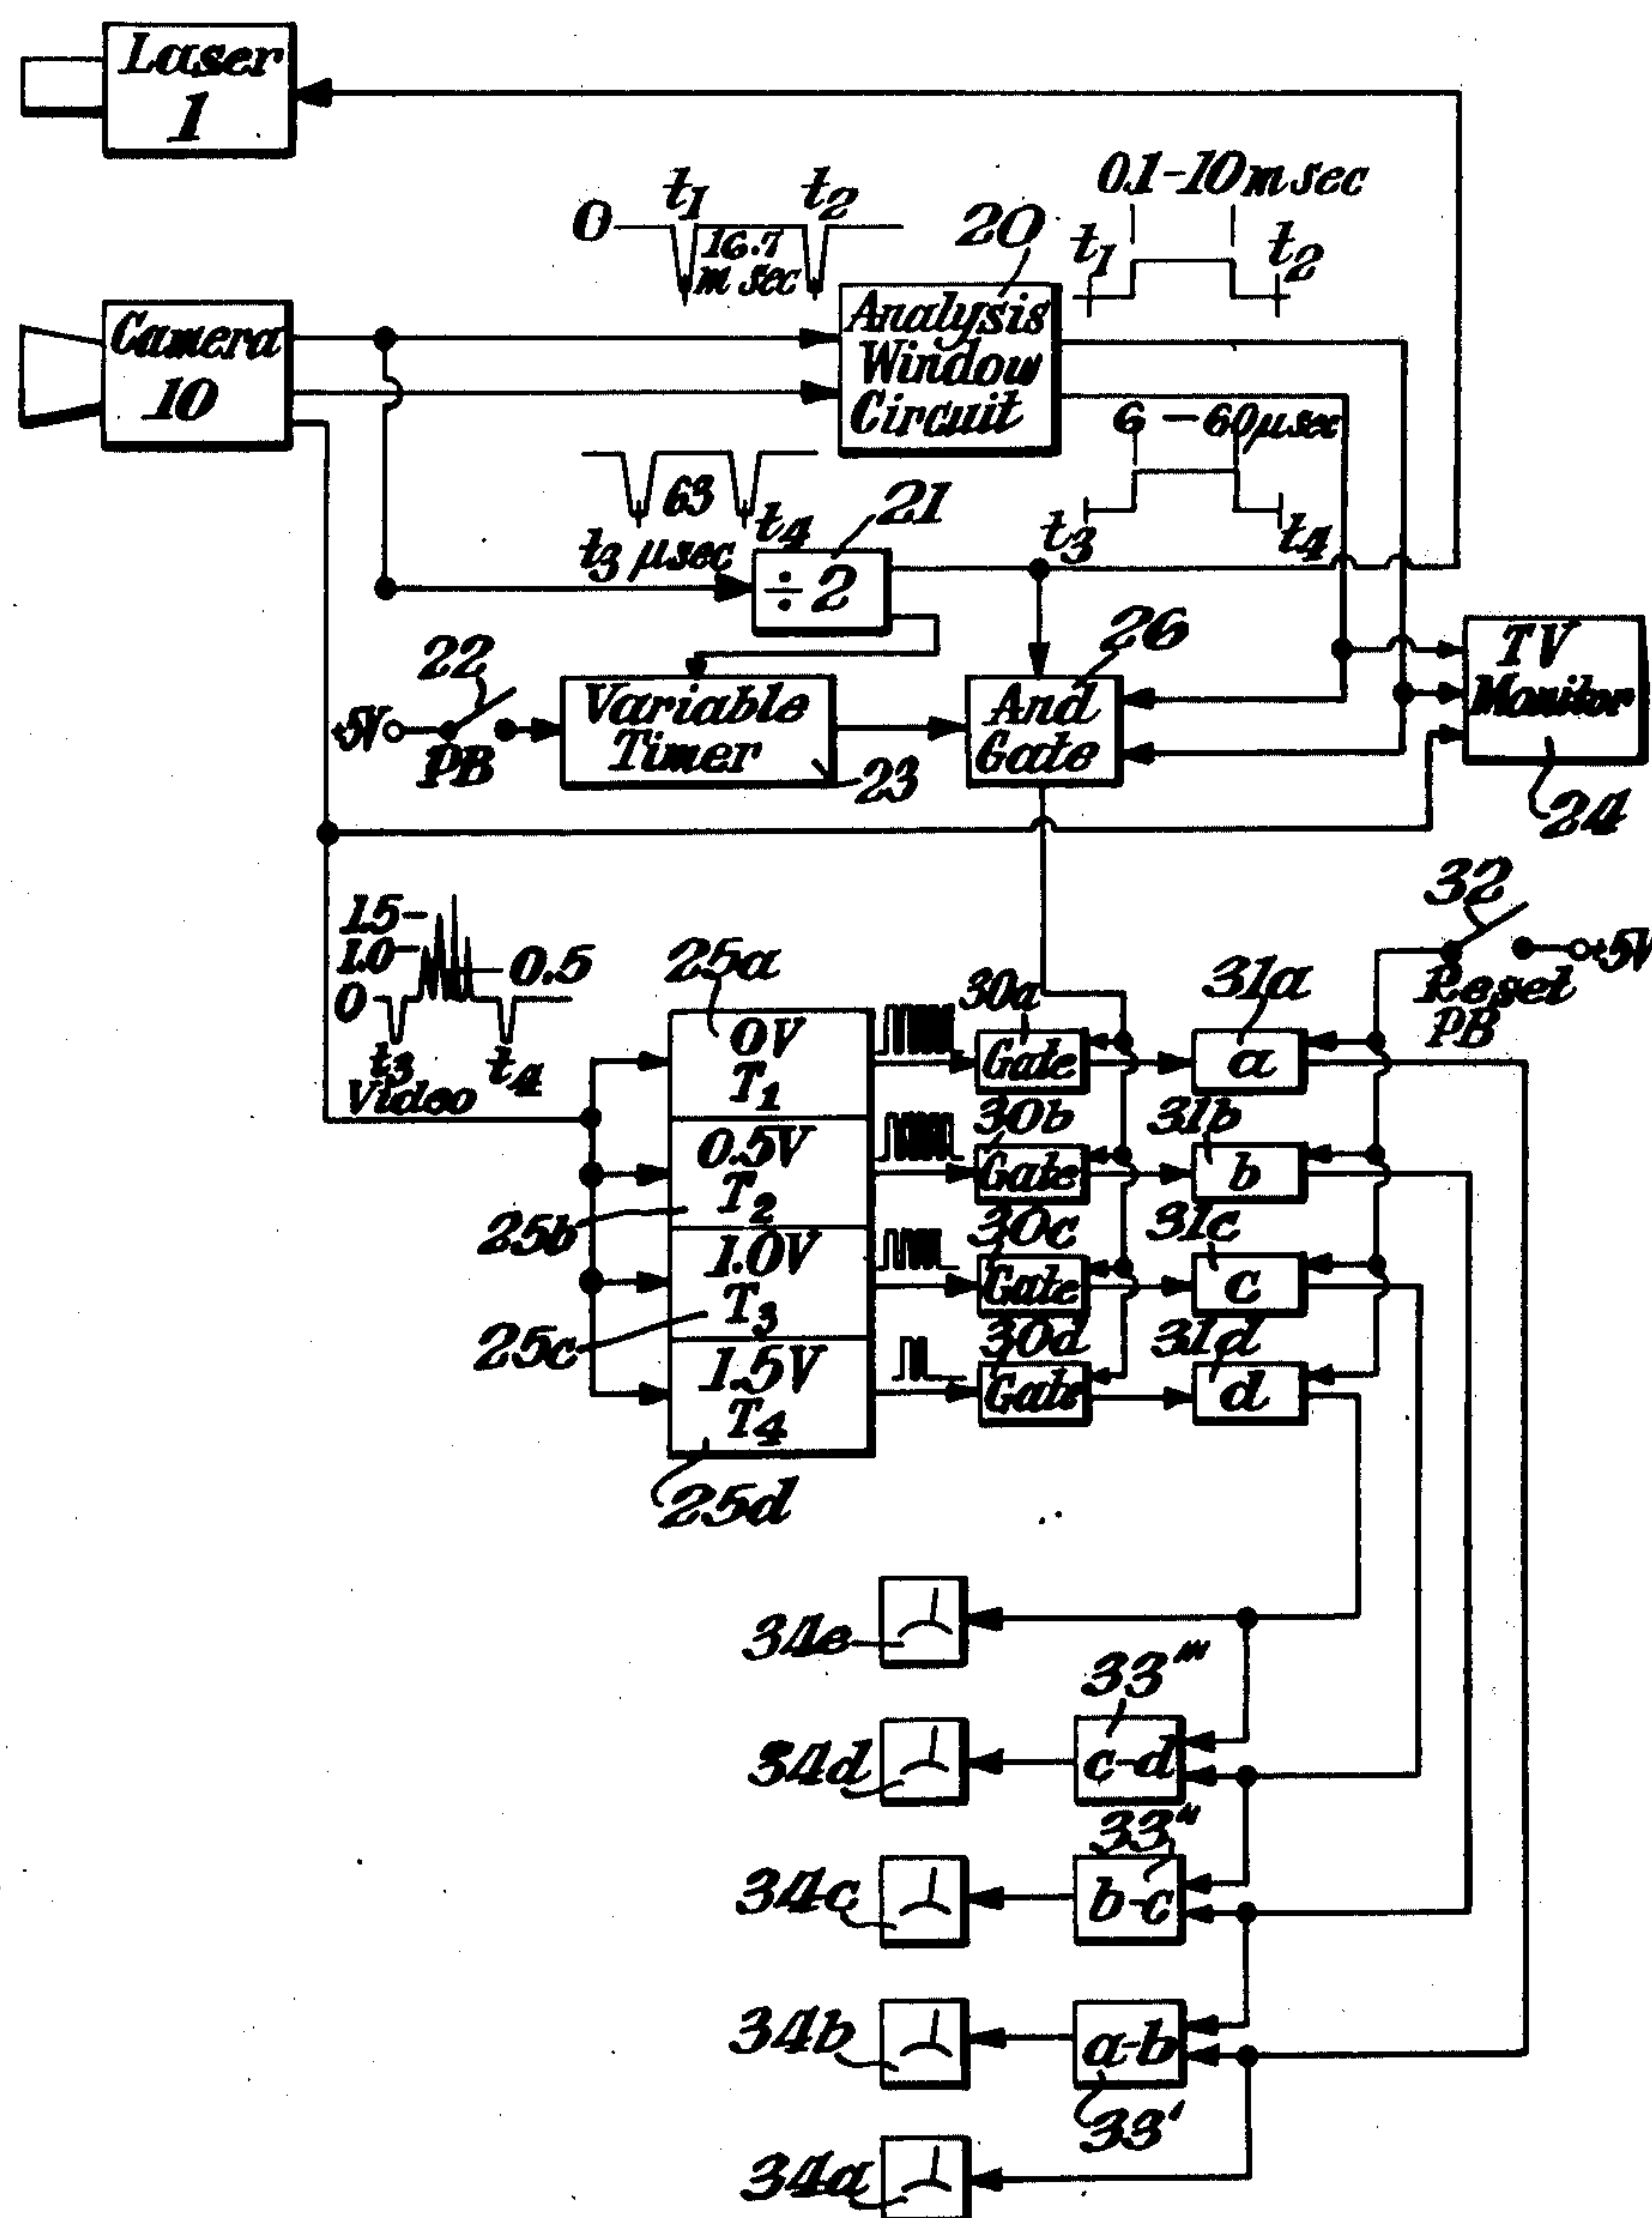 Laser
1
0.1-10 m sec
t1
t2
0
16.7
m sec
20
t1
t2
Camera
10
Analysis
Window
Circuit
6 - 60 μsec
63
t3 μsec
t4
21
t3
t4
÷2
22
26
TV
Monitor
+5V
PB
Variable
Timer
And
Gate
23
24
1.5
1.0
0.5
0
t3
t4
Video
32
+5V
Reset
PB
25a
30a
31a
0V
T1
Gate
a
30b
31b
0.5V
T2
Gate
b
25b
30c
31c
1.0V
T3
Gate
c
25c
30d
31d
1.5V
T4
Gate
d
25d
34e
33'''
34d
c-d
33''
34c
b-c
34b
a-b
33'
34a